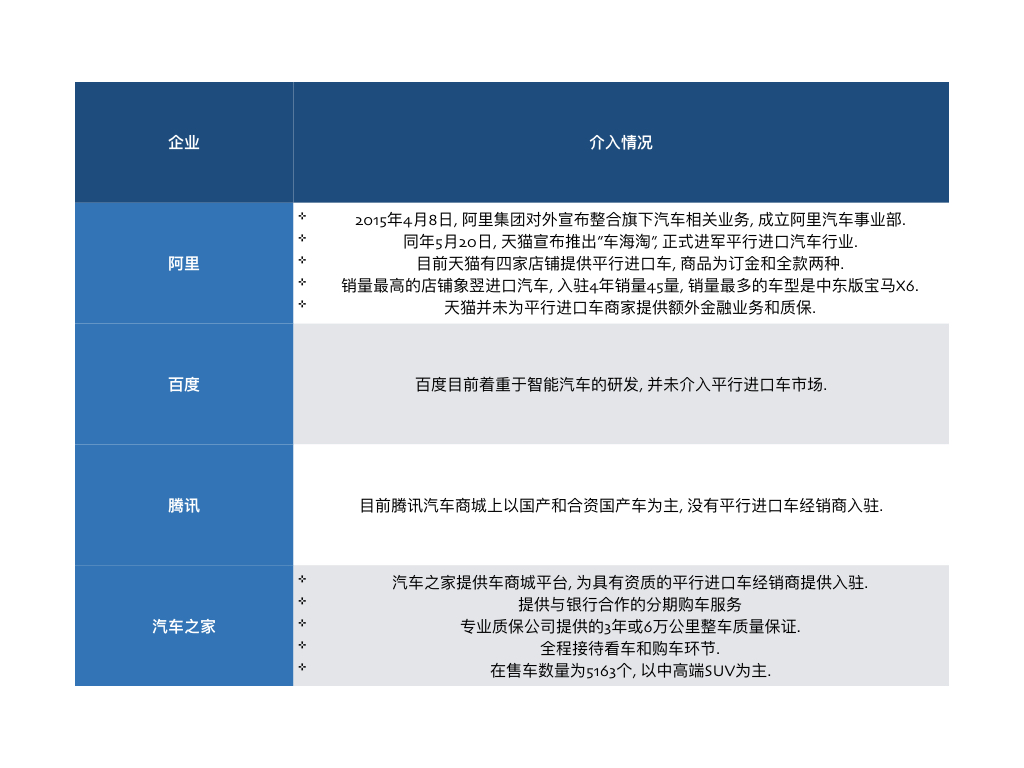 企业
介入情况
阿里
2015年4月8日, 阿里集团对外宣布整合旗下汽车相关业务, 成立阿里汽车事业部.
同年5月20日, 天猫宣布推出"车海淘", 正式进军平行进口汽车行业.
目前天猫有四家店铺提供平行进口车, 商品为订金和全款两种.
销量最高的店铺象翌进口汽车, 入驻4年销量45量, 销量最多的车型是中东版宝马X6.
天猫并未为平行进口车商家提供额外金融业务和质保.
百度
百度目前着重于智能汽车的研发, 并未介入平行进口车市场.
腾讯
目前腾讯汽车商城上以国产和合资国产车为主, 没有平行进口车经销商入驻.
汽车之家
汽车之家提供车商城平台, 为具有资质的平行进口车经销商提供入驻.
提供与银行合作的分期购车服务
专业质保公司提供的3年或6万公里整车质量保证.
全程接待看车和购车环节.
在售车数量为5163个, 以中高端SUV为主.